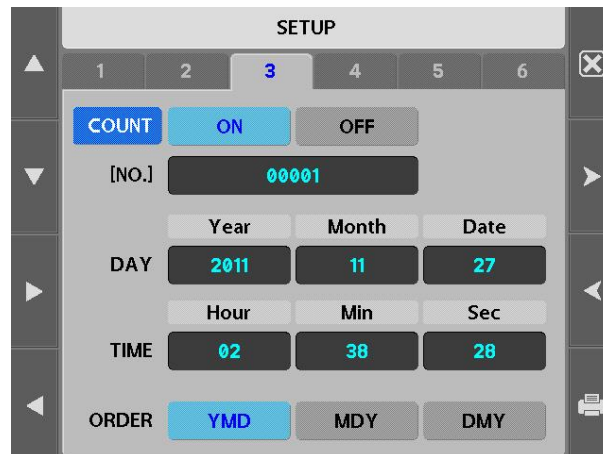 SETUP
1 2 3 4 5 6
COUNT ON OFF
[NO.] 00001
Year Month Date
DAY 2011 11 27
Hour Min Sec
TIME 02 38 28
ORDER YMD MDY DMY